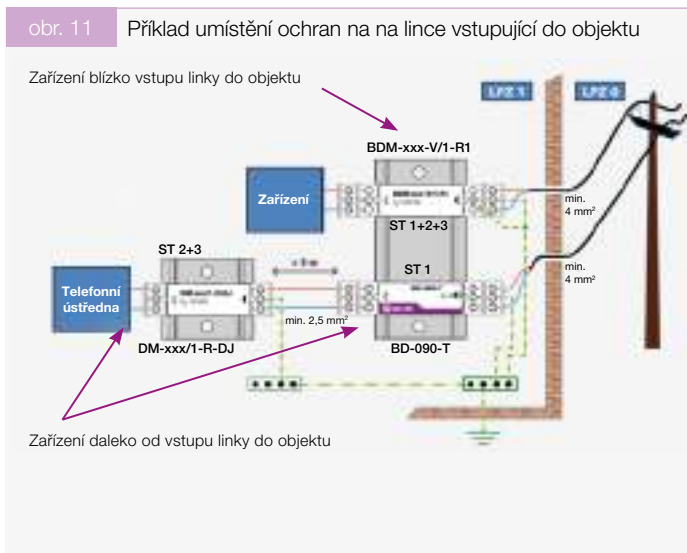 obr. 11
Příklad umístění ochran na na lince vstupující do objektu
Zařízení blízko vstupu linky do objektu
LPZ 1
LPZ 0
BDM-xxx-V/1-R1
Zařízení
min.
4 mm²
ST 1+2+3
ST 2+3
ST 1
min.
4 mm²
Telefonní
ústředna
min. 2,5 mm²
DM-xxx/1-R-DJ
BD-090-T
Zařízení daleko od vstupu linky do objektu